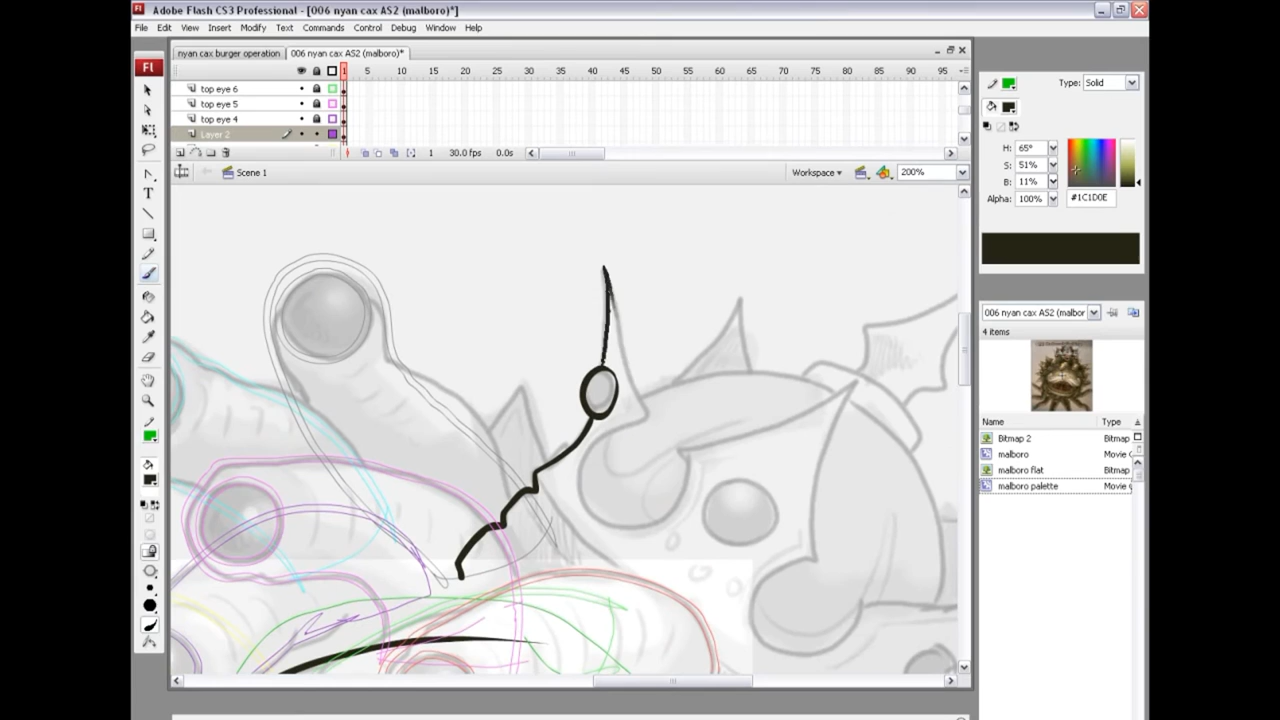 Adobe Flash CS3 Professional - [006 nyan cax AS2 (malboro)*]
File Edit View Insert Modify Text Commands Control Debug Window Help
nyan cax burger operation 006 nyan cax AS2 (malboro)*
1 5 10 15 20 25 30 35 40 45 50 55 60 65 70 75 80 85 90 95
top eye 6
top eye 5
top eye 4
Layer 2
1 30.0 fps 0.0s
Scene 1 Workspace 200%
Fl
T
Type: Solid
H: 65°
S: 51%
B: 11%
Alpha: 100% #1C1D0E
006 nyan cax AS2 (malbor
4 items
Name Type
Bitmap 2 Bitmap
malboro Movie C
malboro flat Bitmap
malboro palette Movie C